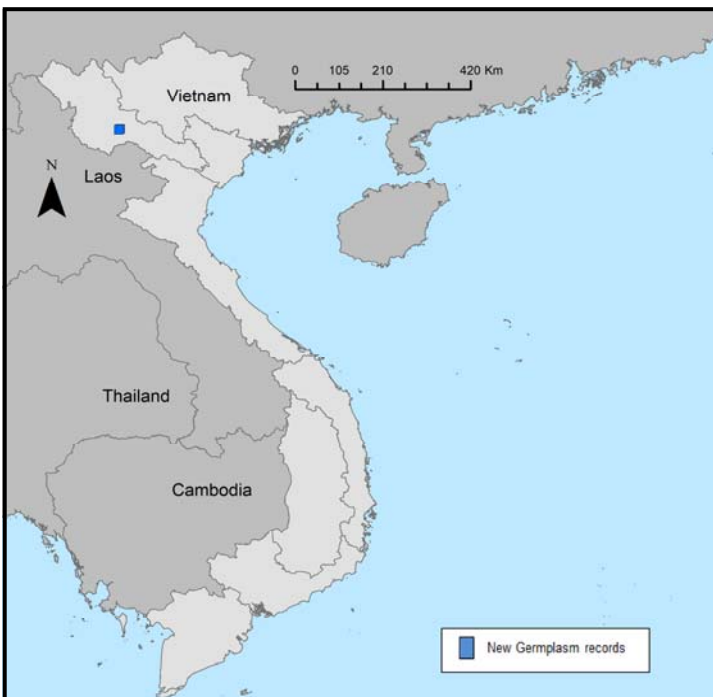 0 105 210 420 Km
Vietnam
N
Laos
Thailand
Cambodia
New Germplasm records